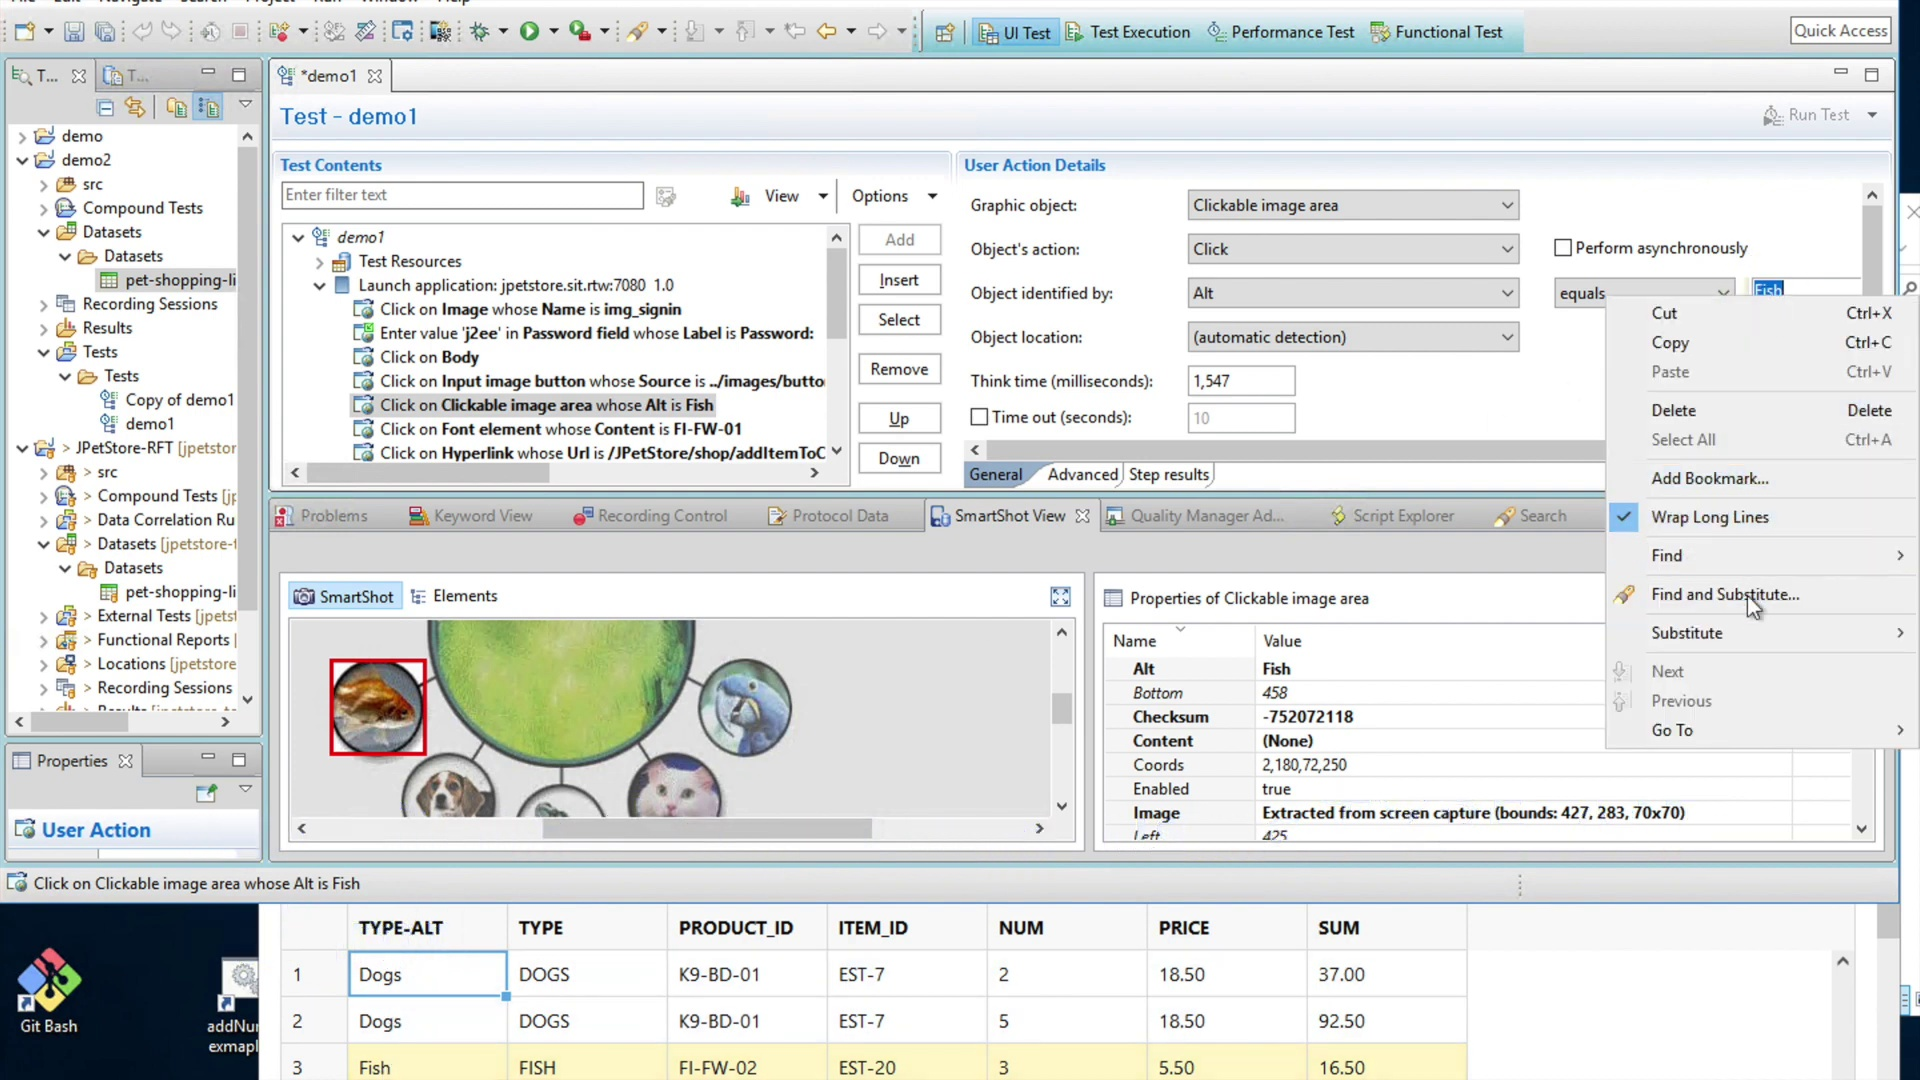 Quick Access
UI Test
Test Execution
Performance Test
Functional Test
T...
T...
*demo1
demo
demo2
src
Compound Tests
Datasets
Datasets
pet-shopping-li
Recording Sessions
Results
Tests
Tests
Copy of demo1
demo1
> JPetStore-RFT [jpetstor
> src
> Compound Tests [jp
> Data Correlation Ru
> Datasets [jpetstore-t
> Datasets
pet-shopping-li
> External Tests [jpetst
> Functional Reports [
> Locations [jpetstore
> Recording Sessions
Test - demo1
Run Test
Test Contents
Enter filter text
View
Options
demo1
Test Resources
Launch application: jpetstore.sit.rtw:7080 1.0
Click on Image whose Name is img_signin
Enter value 'j2ee' in Password field whose Label is Password:
Click on Body
Click on Input image button whose Source is ../images/butto
Click on Clickable image area whose Alt is Fish
Click on Font element whose Content is FI-FW-01
Click on Hyperlink whose Url is /JPetStore/shop/addItemToC
Add
Insert
Select
Remove
Up
Down
User Action Details
Graphic object:
Clickable image area
Object's action:
Click
Perform asynchronously
Object identified by:
Alt
equals
Fish
Object location:
(automatic detection)
Think time (milliseconds):
1,547
Time out (seconds):
10
General
Advanced
Step results
Cut Ctrl+X
Copy Ctrl+C
Paste Ctrl+V
Delete Delete
Select All Ctrl+A
Add Bookmark...
Wrap Long Lines
Find
Find and Substitute...
Substitute
Next
Previous
Go To
Problems
Keyword View
Recording Control
Protocol Data
SmartShot View
Quality Manager Ad...
Script Explorer
Search
SmartShot
Elements
Properties of Clickable image area
Name Value
Alt Fish
Bottom 458
Checksum -752072118
Content (None)
Coords 2,180,72,250
Enabled true
Image Extracted from screen capture (bounds: 427, 283, 70x70)
Left 425
Properties
User Action
Click on Clickable image area whose Alt is Fish
Git Bash
addNu
exmapl
TYPE-ALT TYPE PRODUCT_ID ITEM_ID NUM PRICE SUM
1 Dogs DOGS K9-BD-01 EST-7 2 18.50 37.00
2 Dogs DOGS K9-BD-01 EST-7 5 18.50 92.50
3 Fish FISH FI-FW-02 EST-20 3 5.50 16.50